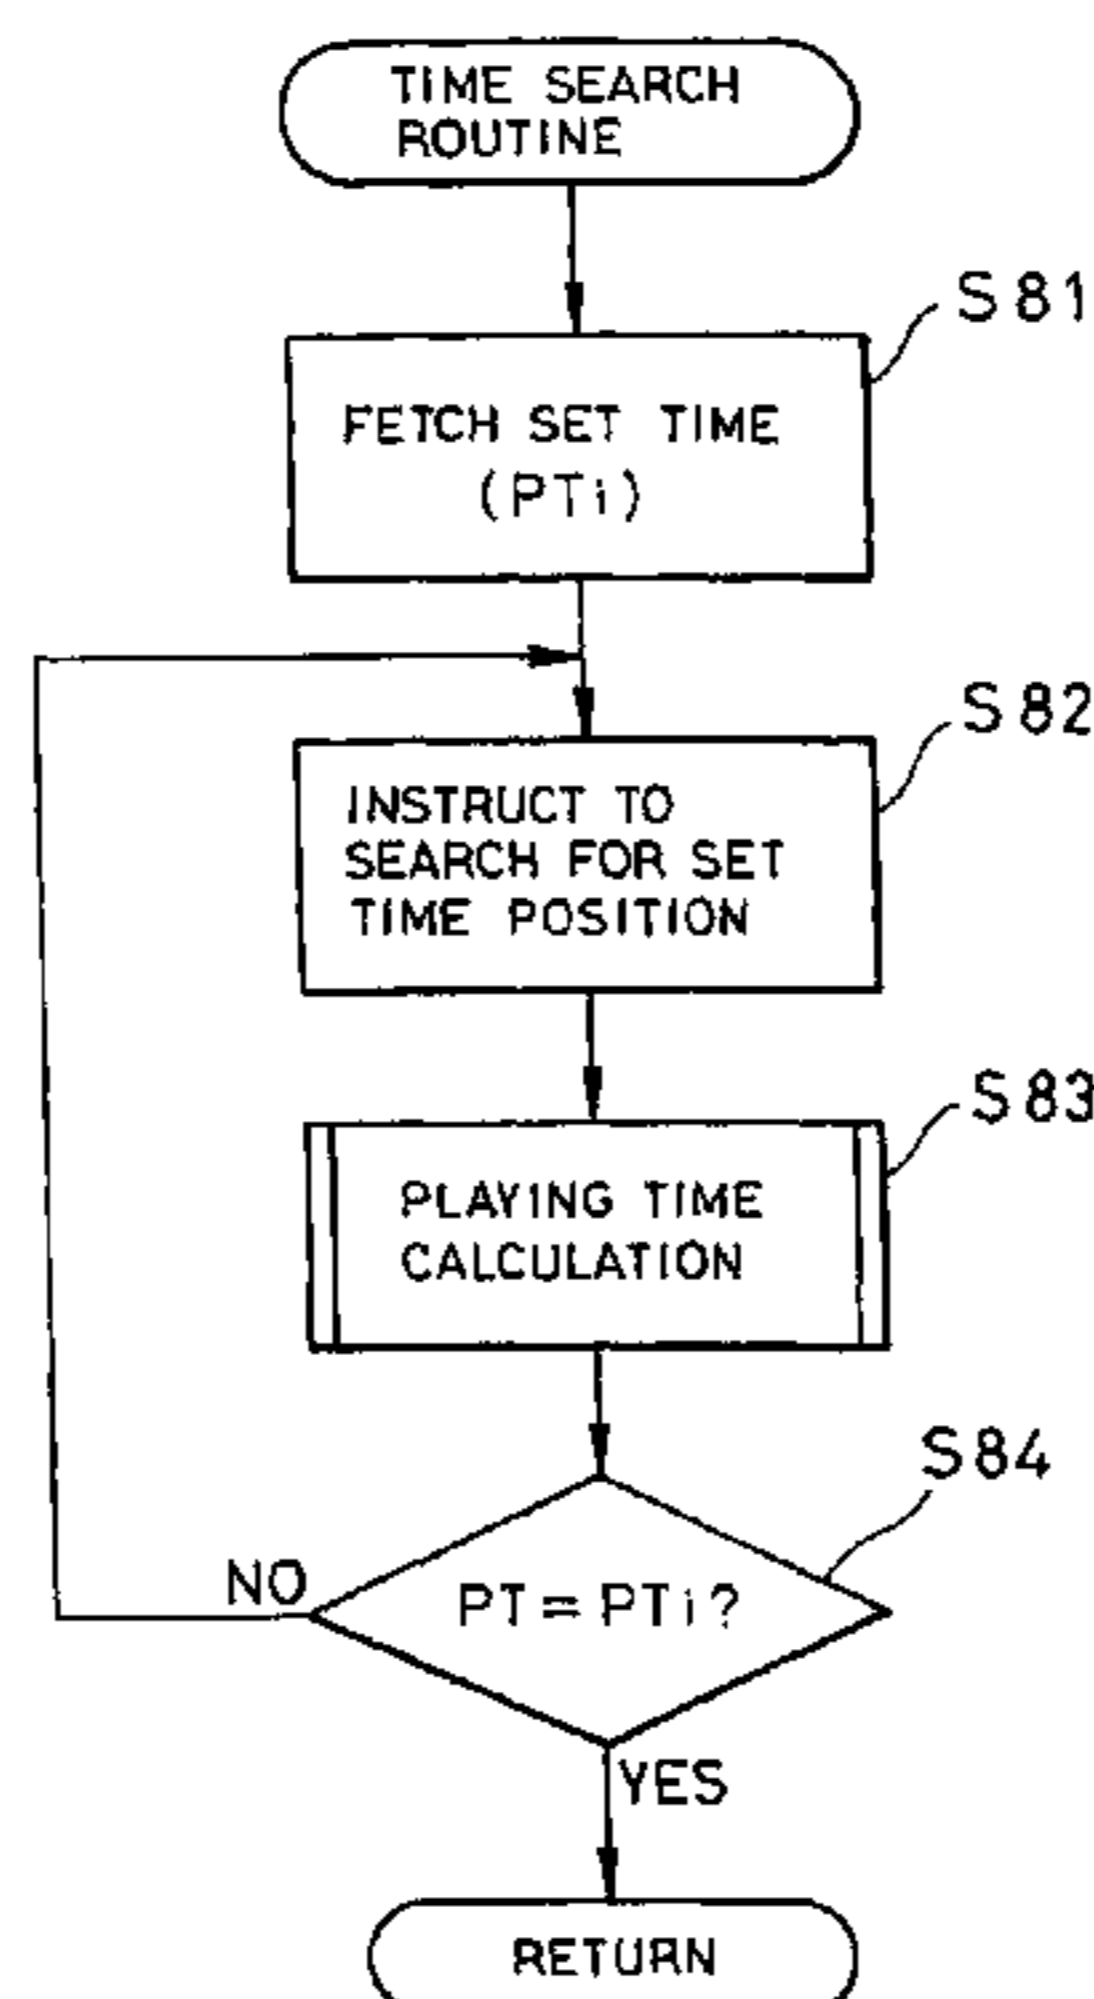 TIME SEARCH
ROUTINE
S81
FETCH SET TIME
(PTi)
S82
INSTRUCT TO
SEARCH FOR SET
TIME POSITION
S83
PLAYING TIME
CALCULATION
S84
NO
PT = PTi?
YES
RETURN